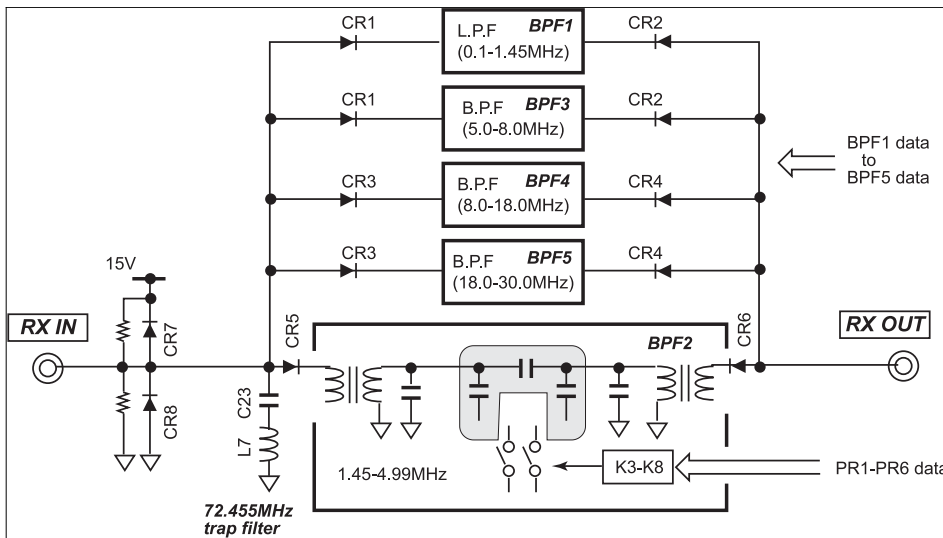 CR1
L.P.F BPF1
(0.1-1.45MHz)
CR2
CR1
B.P.F BPF3
(5.0-8.0MHz)
CR2
BPF1 data
to
BPF5 data
CR3
B.P.F BPF4
(8.0-18.0MHz)
CR4
CR3
B.P.F BPF5
(18.0-30.0MHz)
CR4
15V
RX IN
CR7
CR8
CR5
BPF2
CR6
RX OUT
C23
L7
1.45-4.99MHz
K3-K8
PR1-PR6 data
72.455MHz
trap filter